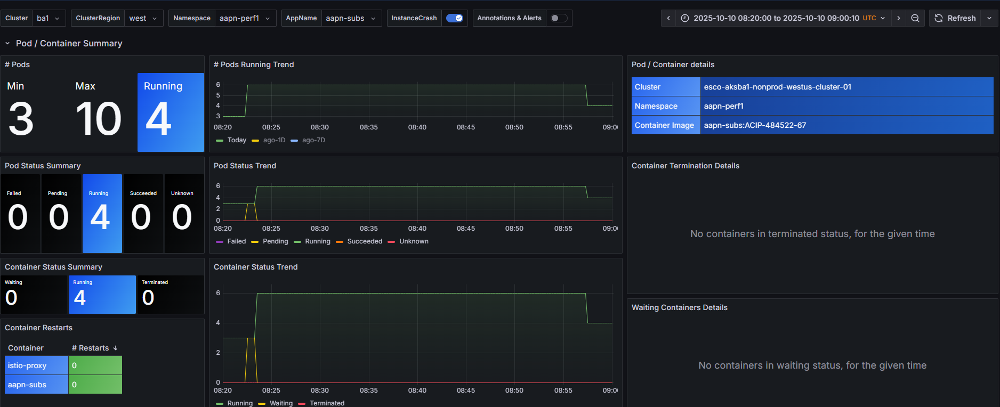 Cluster ba1 ClusterRegion west Namespace aapn-perf1 AppName aapn-subs InstanceCrash Annotations & Alerts 2025-10-10 08:20:00 to 2025-10-10 09:00:10 UTC Refresh
Pod / Container Summary
# Pods
Min Max Running
3 10 4
# Pods Running Trend
6
5
4
3
08:20 08:25 08:30 08:35 08:40 08:45 08:50 08:55 09:0
Today ago-1D ago-7D
Pod / Container details
Cluster esco-aksba1-nonprod-westus-cluster-01
Namespace aapn-perf1
Container Image aapn-subs:ACIP-484522-67
Pod Status Summary
Failed Pending Running Succeeded Unknown
0 0 4 0 0
Pod Status Trend
6
4
2
0
08:20 08:25 08:30 08:35 08:40 08:45 08:50 08:55 09:0
Failed Pending Running Succeeded Unknown
Container Termination Details
No containers in terminated status, for the given time
Container Status Summary
Waiting Running Terminated
0 4 0
Container Status Trend
6
4
2
0
08:20 08:25 08:30 08:35 08:40 08:45 08:50 08:55 09:0
Running Waiting Terminated
Waiting Containers Details
No containers in waiting status, for the given time
Container Restarts
Container # Restarts ↓
istio-proxy 0
aapn-subs 0